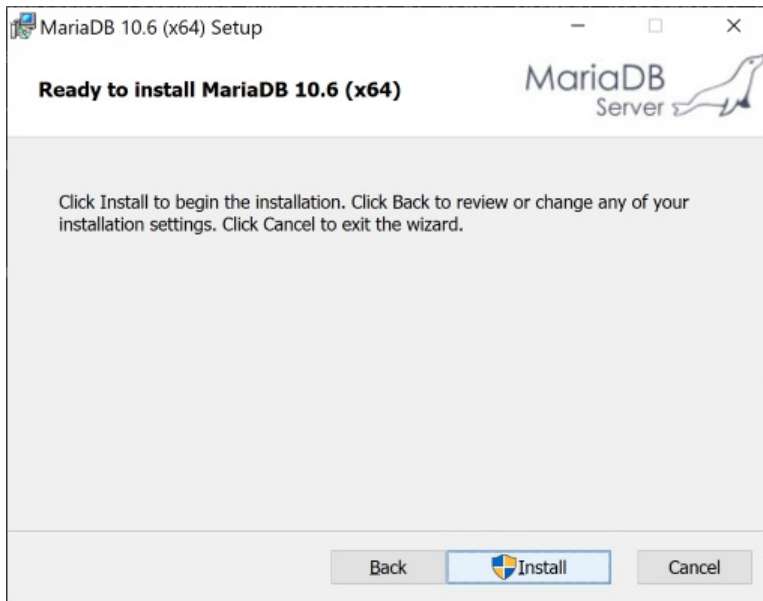 MariaDB 10.6 (x64) Setup
Ready to install MariaDB 10.6 (x64)
MariaDB
Server
Click Install to begin the installation. Click Back to review or change any of your
installation settings. Click Cancel to exit the wizard.
Back
Install
Cancel